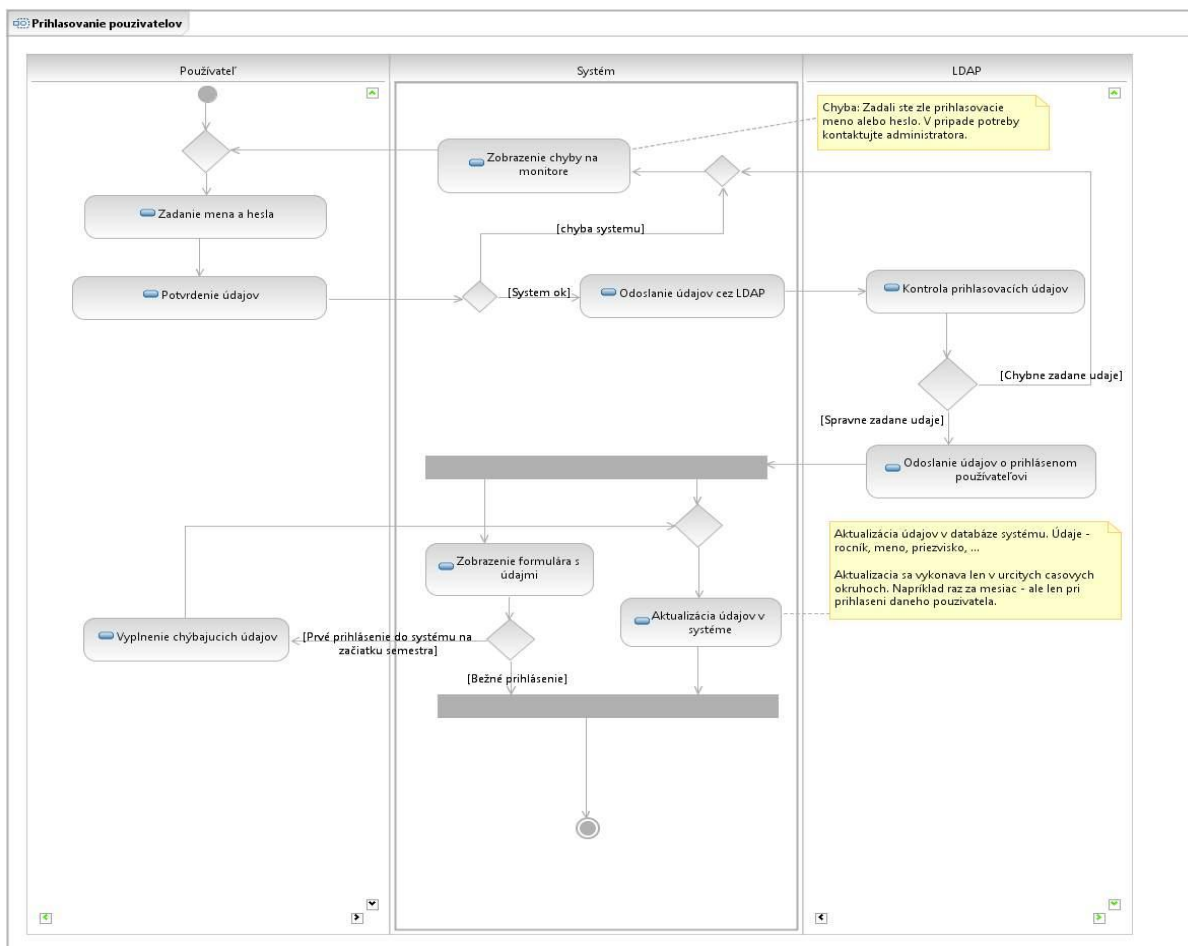 Prihlasovanie pouzivatelov
Používateľ
Systém
LDAP
Chyba: Zadali ste zle prihlasovacie
meno alebo heslo. V pripade potreby
kontaktujte administratora.
Zobrazenie chyby na
monitore
Zadanie mena a hesla
[chyba systemu]
Potvrdenie údajov
[System ok]
Odoslanie údajov cez LDAP
Kontrola prihlasovacích údajov
[Chybne zadane udaje]
[Spravne zadane udaje]
Odoslanie údajov o prihlásenom
používateľovi
Aktualizácia údajov v databáze systému. Údaje -
rocník, meno, priezvisko, ...
Aktualizacia sa vykonava len v urcitych casovych
okruhoch. Napríklad raz za mesiac - ale len pri
prihlaseni daneho pouzivatela.
Zobrazenie formulára s
údajmi
Aktualizácia údajov v
systéme
Vyplnenie chýbajucich údajov
[Prvé prihlásenie do systému na
začiatku semestra]
[Bežné prihlásenie]